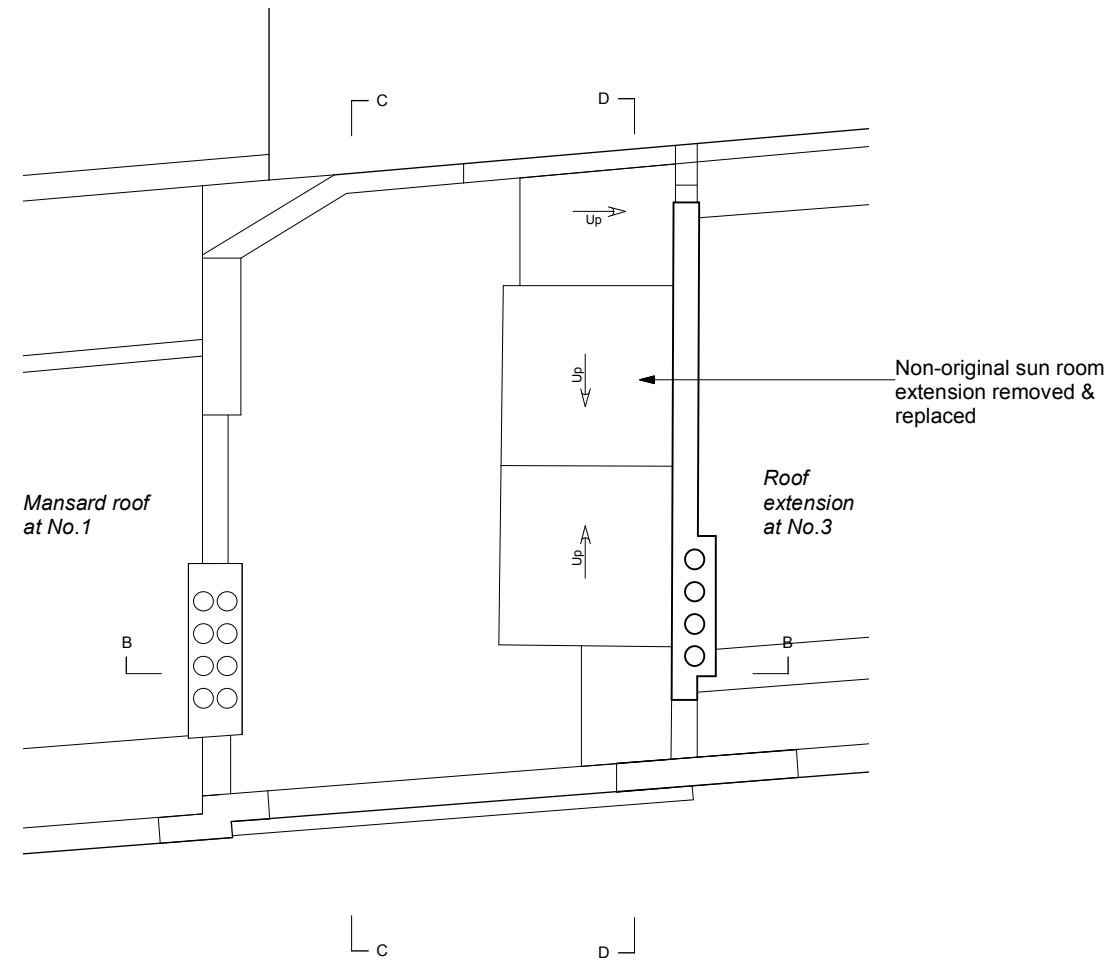 C
D
Up
Non-original sun room
extension removed &
replaced
Up
Mansard roof
at No.1
Roof
extension
at No.3
Up
B
B
C
D